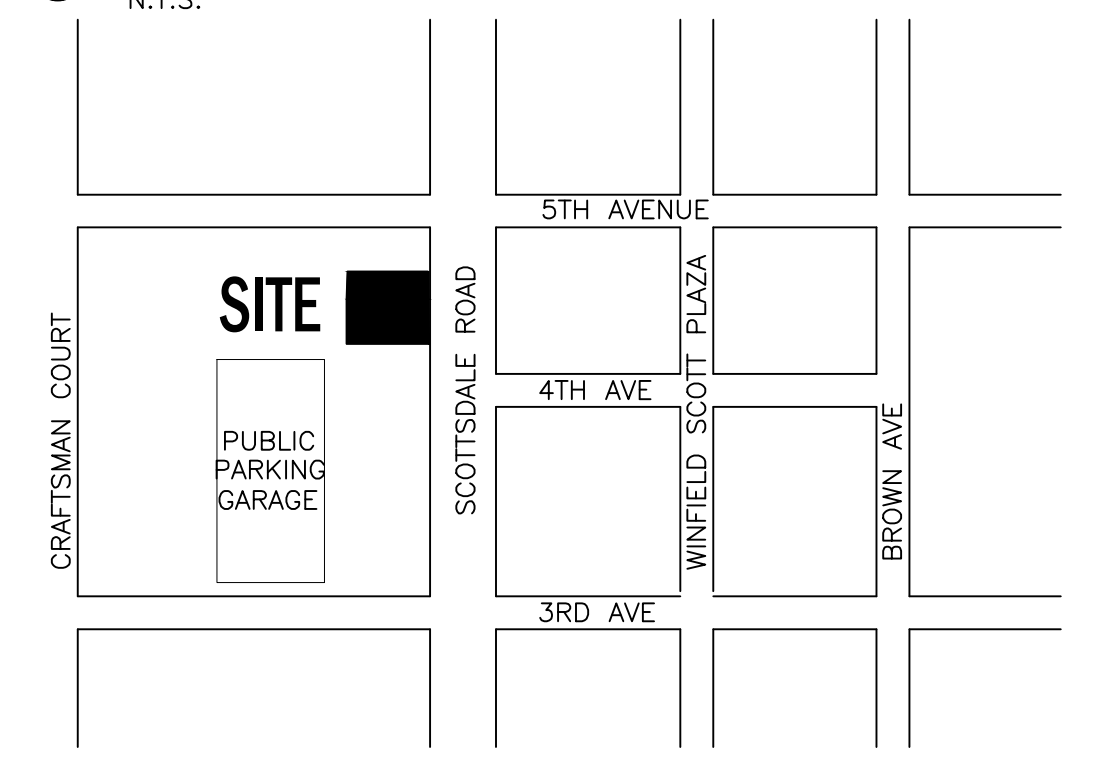 N.T.S.
5TH AVENUE
SITE
SCOTTSDALE ROAD
WINFIELD SCOTT PLAZA
CRAFTSMAN COURT
4TH AVE
BROWN AVE
PUBLIC
PARKING
GARAGE
3RD AVE